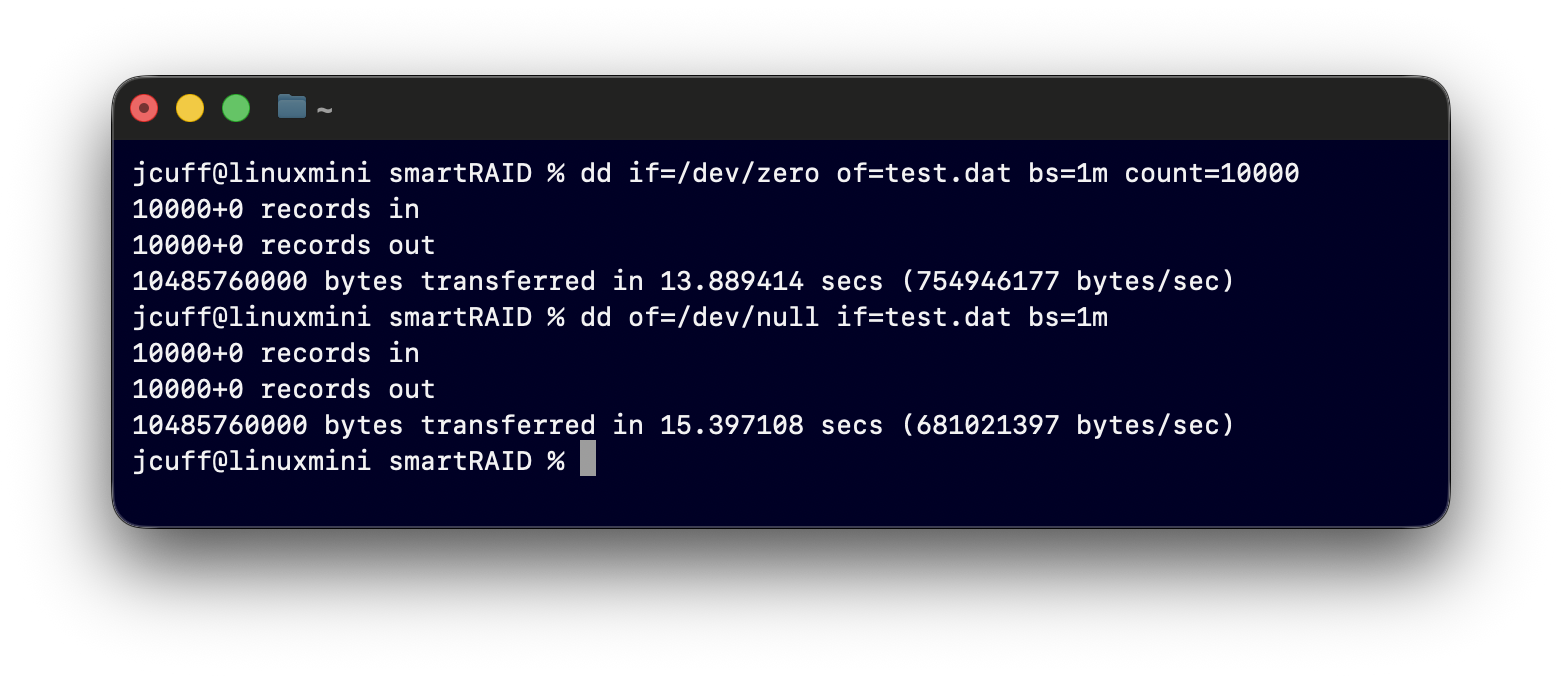 ~
jcuff@linuxmini smartRAID % dd if=/dev/zero of=test.dat bs=1m count=10000
10000+0 records in
10000+0 records out
10485760000 bytes transferred in 13.889414 secs (754946177 bytes/sec)
jcuff@linuxmini smartRAID % dd of=/dev/null if=test.dat bs=1m
10000+0 records in
10000+0 records out
10485760000 bytes transferred in 15.397108 secs (681021397 bytes/sec)
jcuff@linuxmini smartRAID %